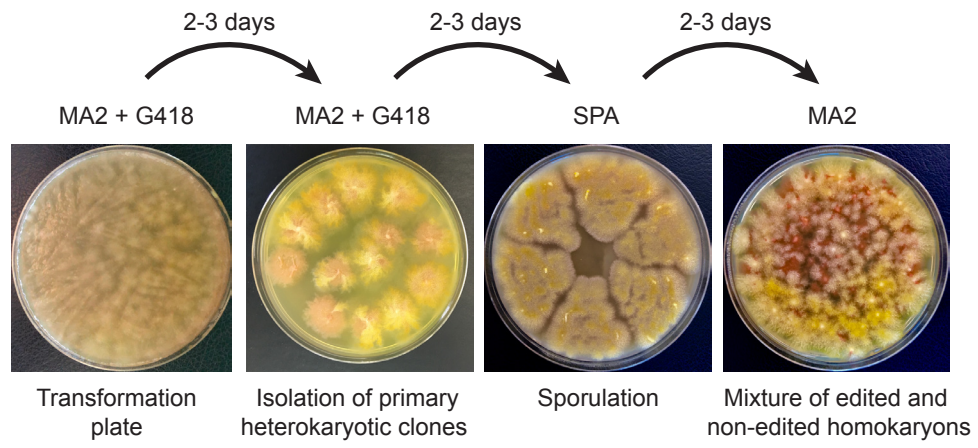 2-3 days
2-3 days
2-3 days
MA2 + G418
MA2 + G418
SPA
MA2
Transformation
plate
Isolation of primary
heterokaryotic clones
Sporulation
Mixture of edited and
non-edited homokaryons